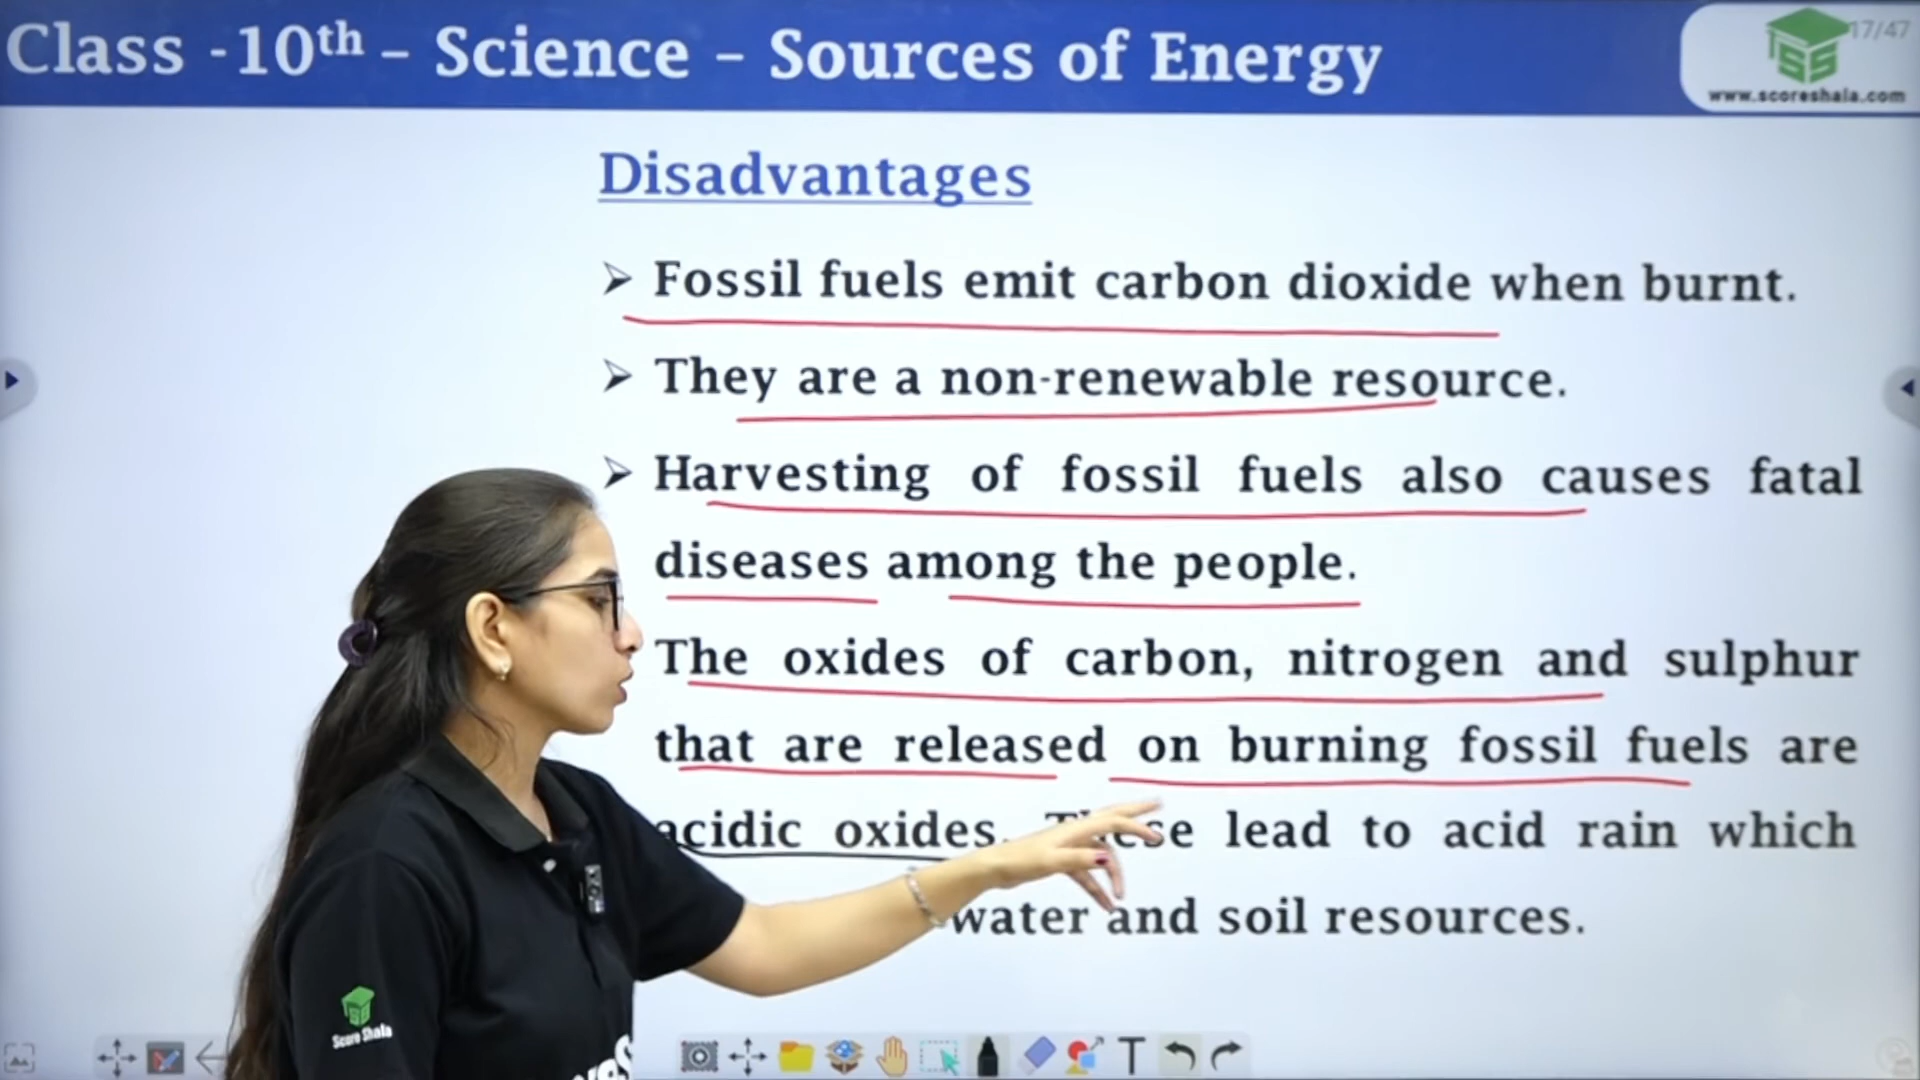 Class -10th – Science – Sources of Energy
17/47
SS
www.scoreshala.com
Disadvantages
➢ Fossil fuels emit carbon dioxide when burnt.
➢ They are a non-renewable resource.
➢ Harvesting of fossil fuels also causes fatal
diseases among the people.
The oxides of carbon, nitrogen and sulphur
that are released on burning fossil fuels are
acidic oxides. These lead to acid rain which
water and soil resources.
Score Shala
T